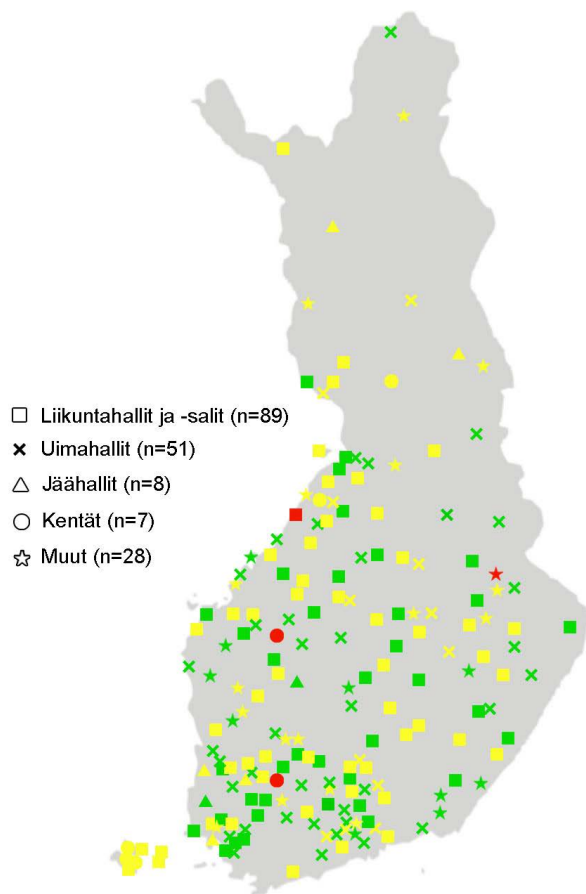 Liikuntahallit ja -salit (n=89)
Uimahallit (n=51)
Jäähallit (n=8)
Kentät (n=7)
Muut (n=28)